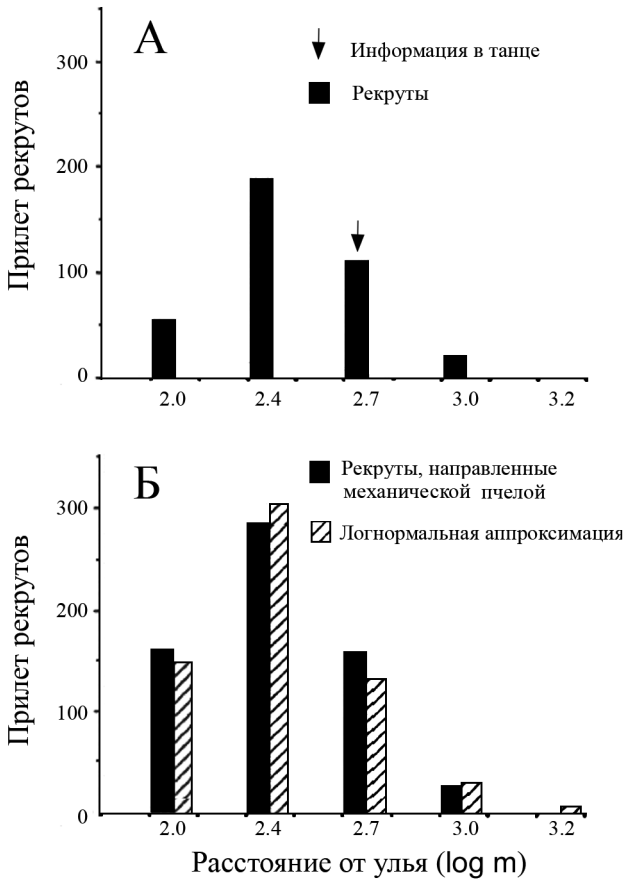 А
Информация в танце
Рекруты
Прилет рекрутов
300
200
100
0
2.0 2.4 2.7 3.0 3.2
Б
Рекруты, направленные
механической пчелой
Логнормальная аппроксимация
Прилет рекрутов
300
200
100
0
2.0 2.4 2.7 3.0 3.2
Расстояние от улья (log m)